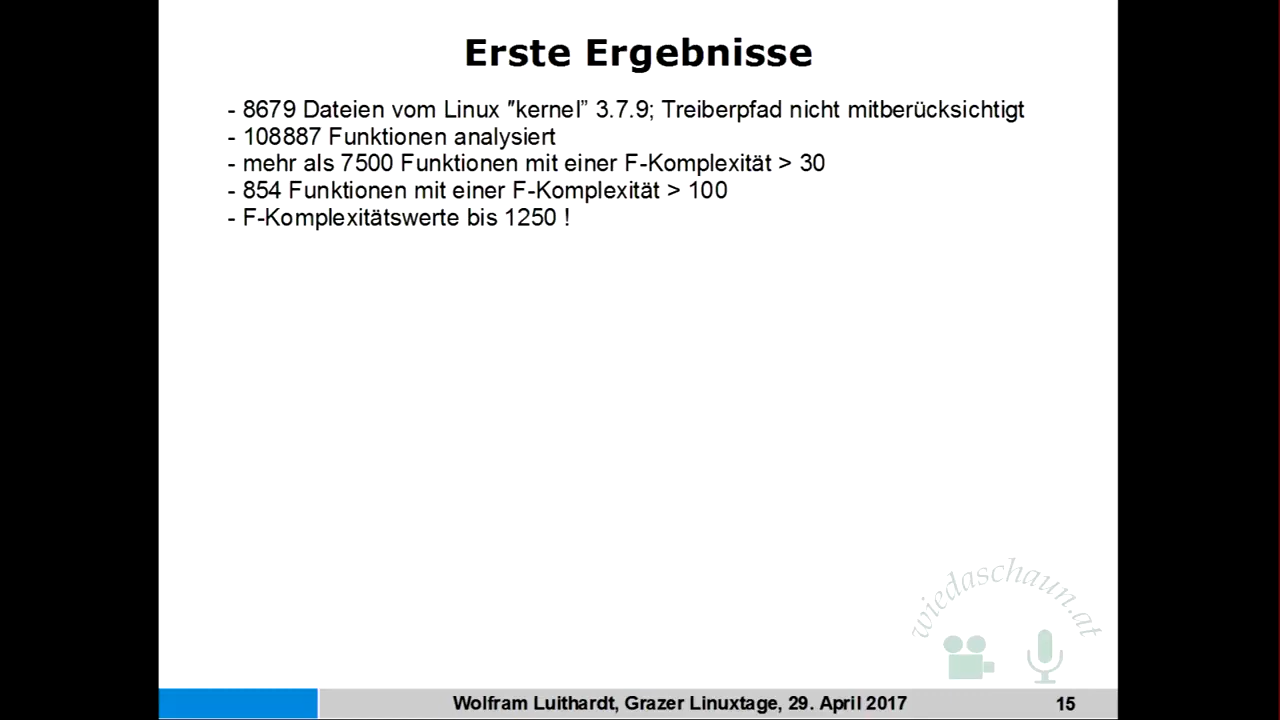 Erste Ergebnisse
- 8679 Dateien vom Linux "kernel” 3.7.9; Treiberpfad nicht mitberücksichtigt
- 108887 Funktionen analysiert
- mehr als 7500 Funktionen mit einer F-Komplexität > 30
- 854 Funktionen mit einer F-Komplexität > 100
- F-Komplexitätswerte bis 1250 !
wiedaschaun.at
Wolfram Luithardt, Grazer Linuxtage, 29. April 2017
15